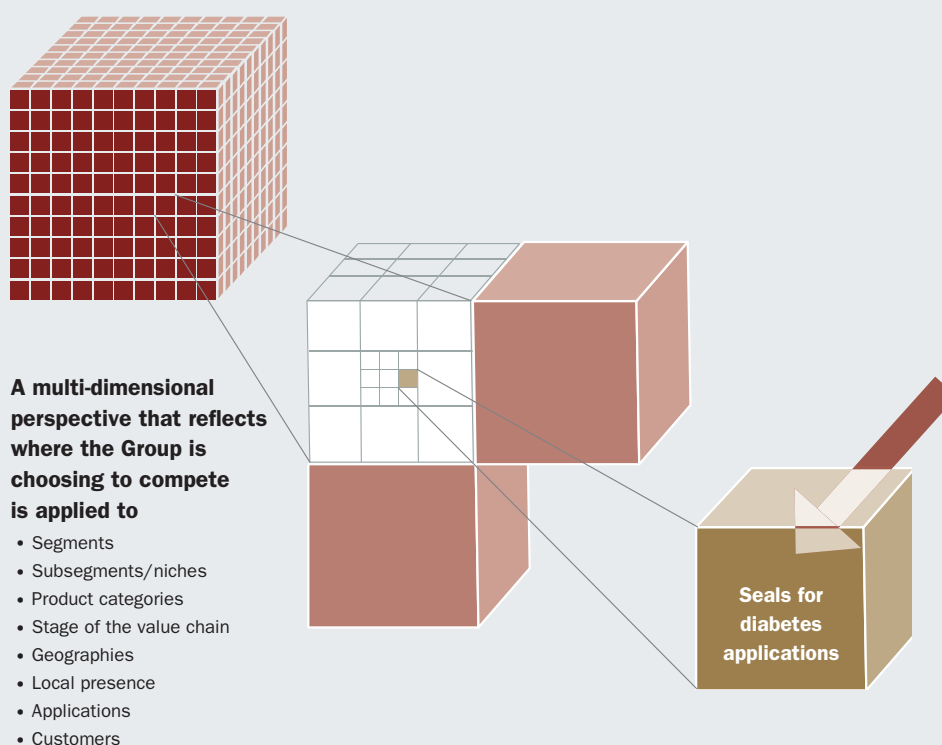 A multi-dimensional
perspective that reflects
where the Group is
choosing to compete
is applied to
• Segments
• Subsegments/niches
• Product categories
• Stage of the value chain
• Geographies
• Local presence
• Applications
• Customers
Seals for
diabetes
applications